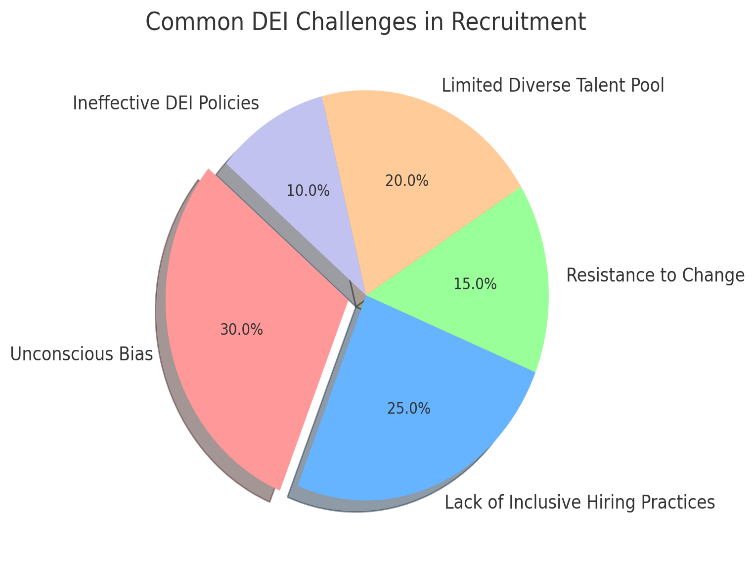 Common DEI Challenges in Recruitment
Limited Diverse Talent Pool
Ineffective DEI Policies
20.0%
10.0%
Resistance to Change
15.0%
30.0%
Unconscious Bias
25.0%
Lack of Inclusive Hiring Practices